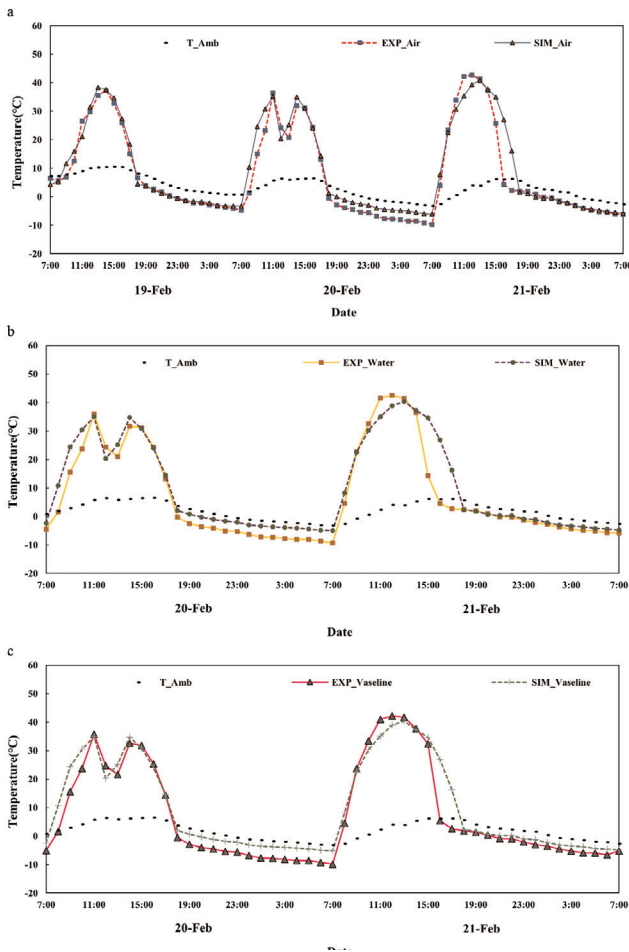 a
T_Amb EXP_Air SIM_Air
60
50
40
30
20
10
0
-10
-20
Temperature(°C)
7:00 11:00 15:00 19:00 23:00 3:00 7:00 11:00 15:00 19:00 23:00 3:00 7:00 11:00 15:00 19:00 23:00 3:00 7:00
19-Feb 20-Feb 21-Feb
Date
b
T_Amb EXP_Water SIM_Water
60
50
40
30
20
10
0
-10
-20
Temperature(°C)
7:00 11:00 15:00 19:00 23:00 3:00 7:00 11:00 15:00 19:00 23:00 3:00 7:00
20-Feb 21-Feb
Date
c
T_Amb EXP_Vaseline SIM_Vaseline
60
50
40
30
20
10
0
-10
-20
Temperature(°C)
7:00 11:00 15:00 19:00 23:00 3:00 7:00 11:00 15:00 19:00 23:00 3:00 7:00
20-Feb 21-Feb
Date